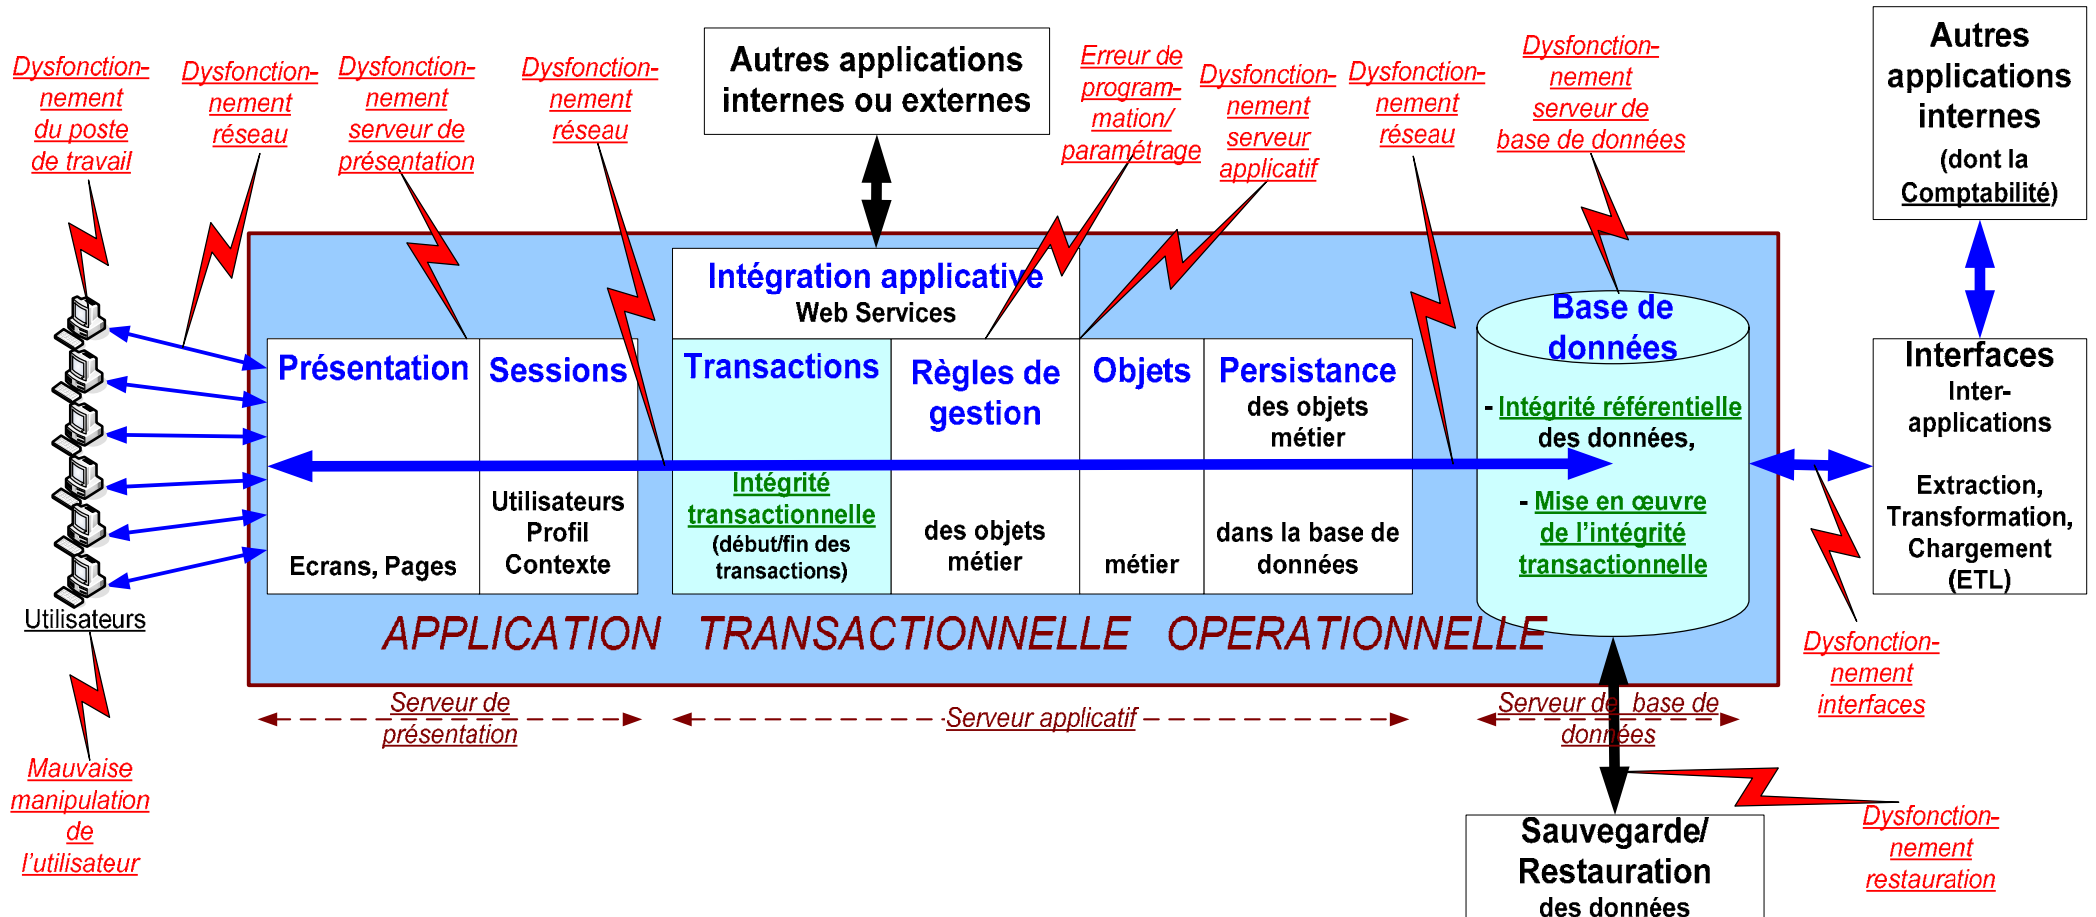 Dysfonction-
nement
du poste
de travail
Dysfonction-
nement
réseau
Dysfonction-
nement
serveur de
présentation
Dysfonction-
nement
réseau
Autres applications
internes ou externes
Erreur de
program-
mation/
paramétrage
Dysfonction-
nement
serveur
applicatif
Dysfonction-
nement
réseau
Dysfonction-
nement
serveur de
base de données
Autres
applications
internes
(dont la
Comptabilité)
Intégration applicative
Web Services
Présentation
Ecrans, Pages
Sessions
Utilisateurs
Profil
Contexte
Transactions
Intégrité
transactionnelle
(début/fin des
transactions)
Règles de
gestion
des objets
métier
Objets
métier
Persistance
des objets
métier
dans la base de
données
Base de
données
- Intégrité référentielle
des données,
- Mise en œuvre
de l'intégrité
transactionnelle
Interfaces
Inter-
applications
Extraction,
Transformation,
Chargement
(ETL)
Utilisateurs
APPLICATION TRANSACTIONNELLE OPERATIONNELLE
Serveur de
présentation
Serveur applicatif
Serveur de base de
données
Dysfonction-
nement
interfaces
Mauvaise
manipulation
de
l'utilisateur
Sauvegarde/
Restauration
des données
Dysfonction-
nement
restauration